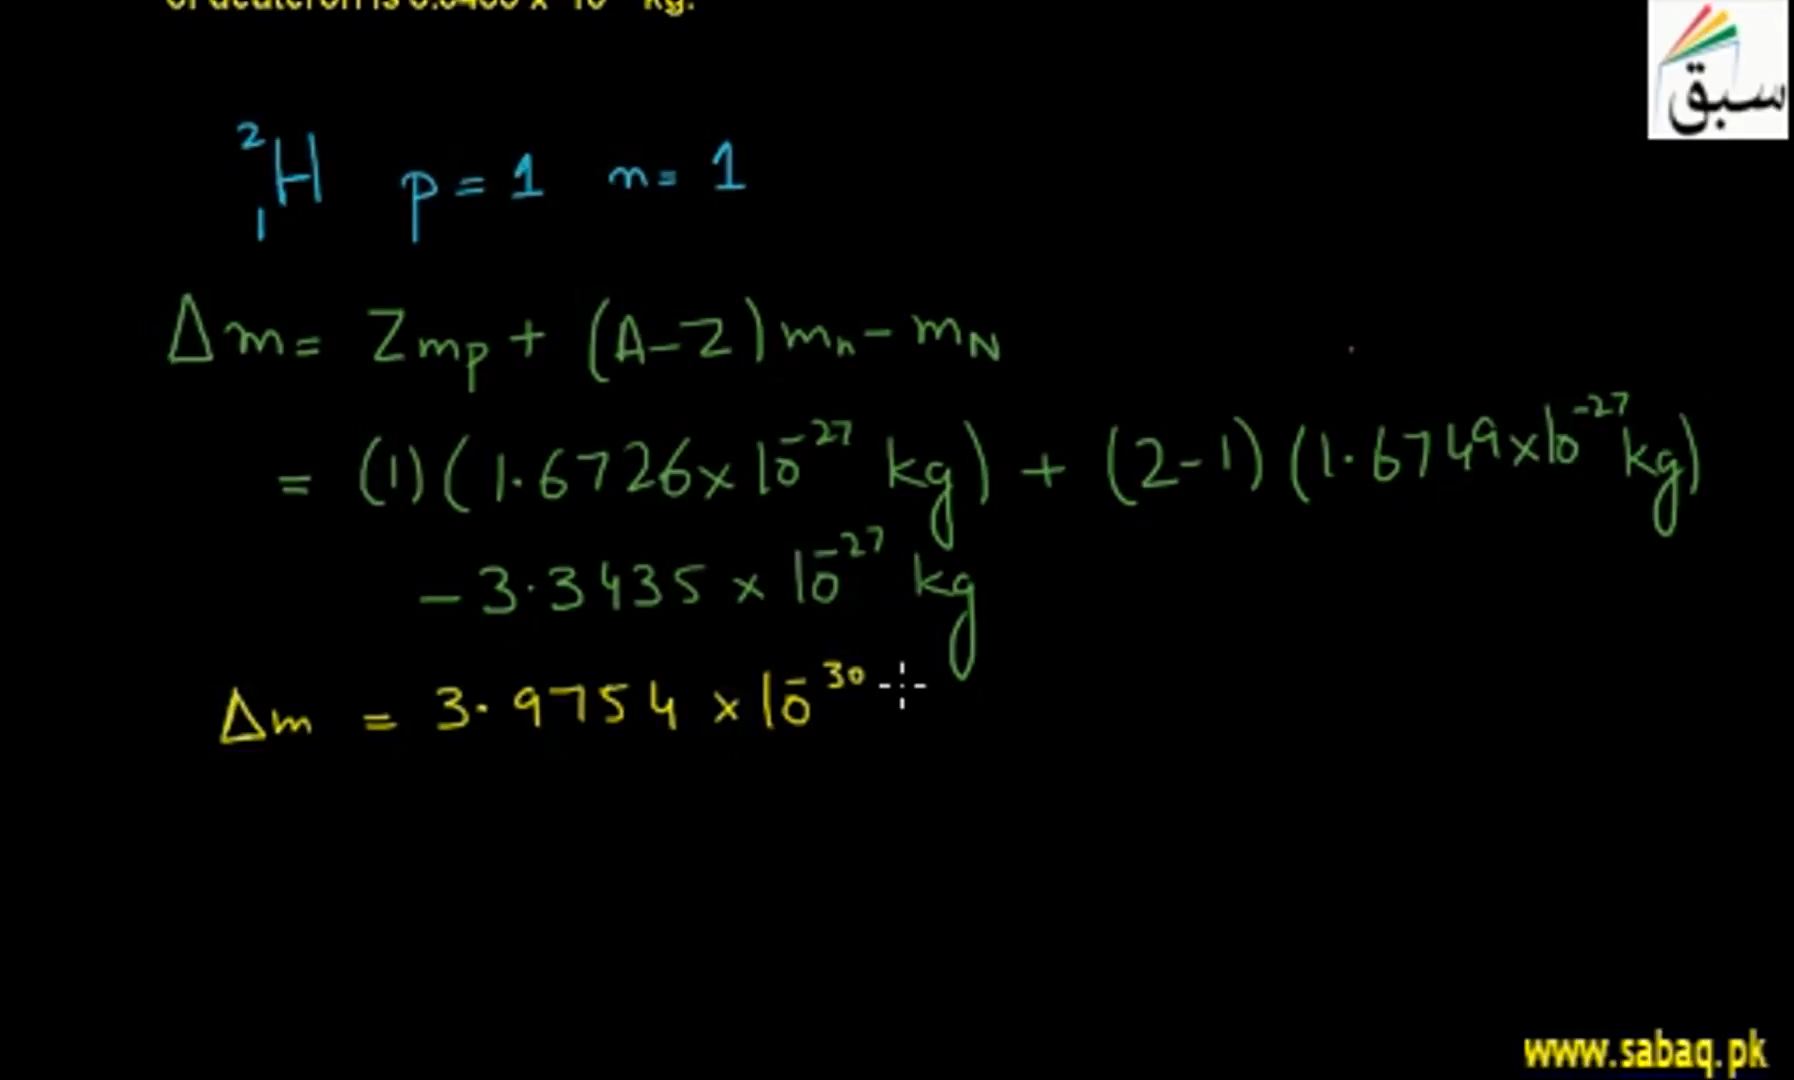 سبق
²₁H p = 1 n = 1
Δm = Zmp + (A-Z)mn - mN
= (1)(1.6726 x 10⁻²⁷ kg) + (2-1)(1.6749 x 10⁻²⁷ kg)
- 3.3435 x 10⁻²⁷ kg
Δm = 3.9754 x 10⁻³⁰
www.sabaq.pk